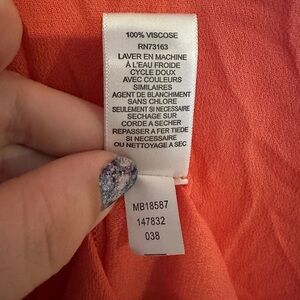 100% VISCOSE
RN73163
LAVER EN MACHINE
À L'EAU FROIDE
CYCLE DOUX
AVEC COULEURS
SIMILAIRES
AGENT DE BLANCHIMENT
SANS CHLORE
SEULEMENT SI NECESSAIRE
SECHAGE SUR
CORDE A SECHER
REPASSER A FER TIEDE
SI NECESSAIRE
OU NETTOYAGE A SEC
MB18587
147832
038